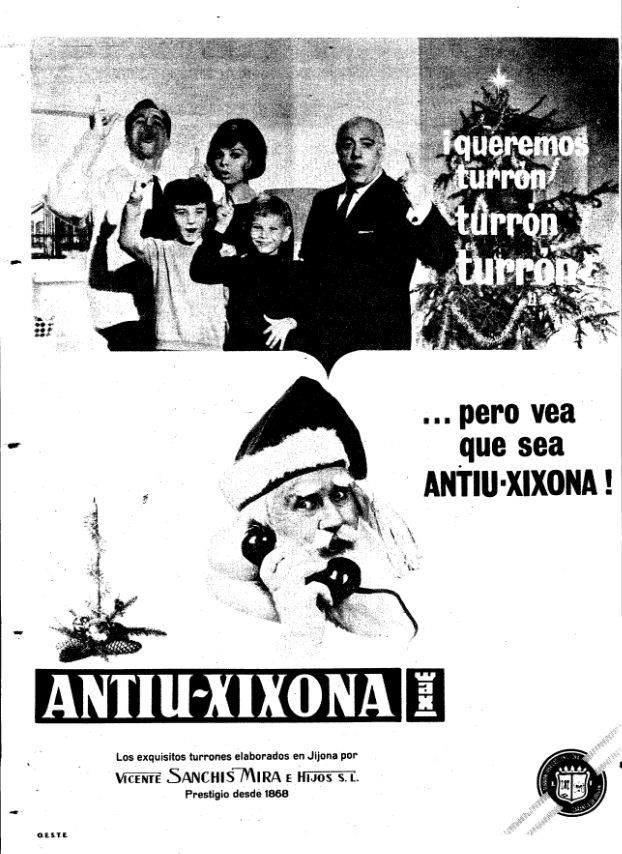 ¡queremos
turrón
turrón
turrón!
... pero vea
que sea
ANTIU-XIXONA !
ANTIU-XIXONA
Los exquisitos turrones elaborados en Jijona por
VICENTE SANCHIS MIRA E HIJOS S. L.
Prestigio desde 1868
O.E.S.T.E.